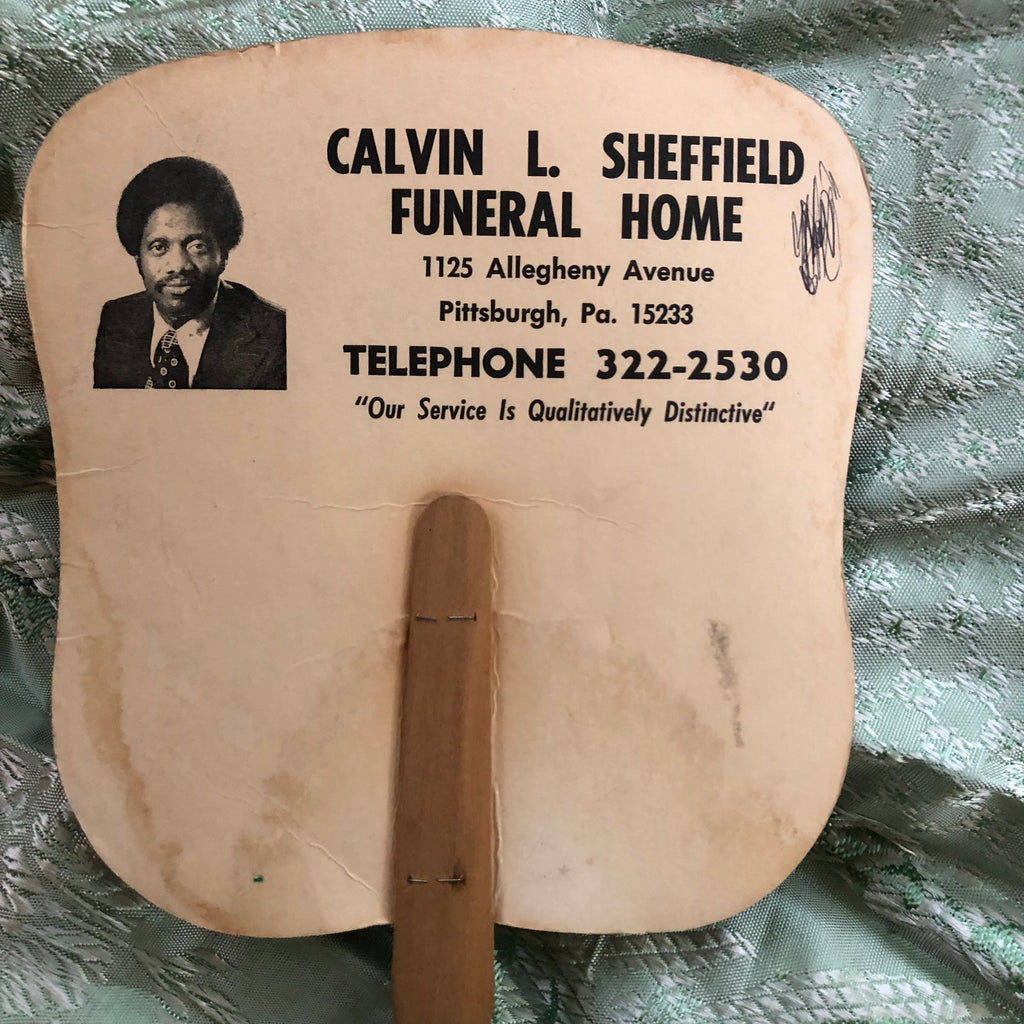 CALVIN L. SHEFFIELD
FUNERAL HOME
1125 Allegheny Avenue
Pittsburgh, Pa. 15233
TELEPHONE 322-2530
"Our Service Is Qualitatively Distinctive"